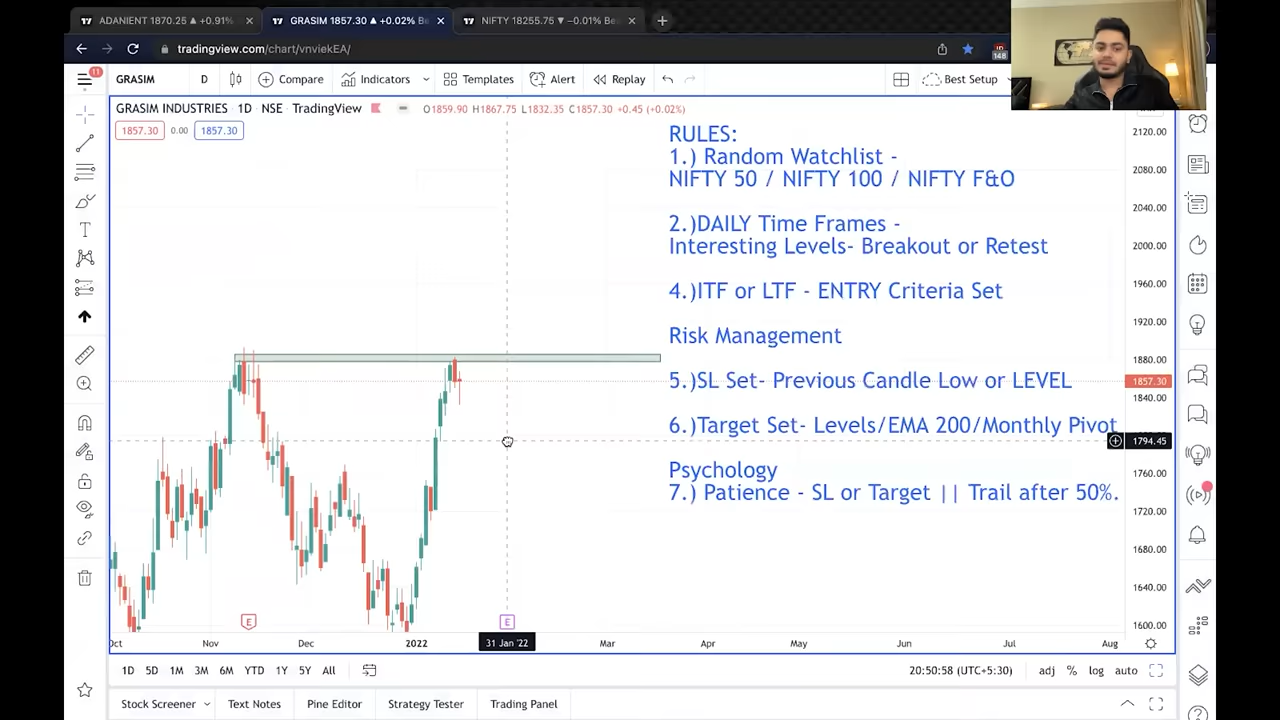 ADANIENT 1870.25 ▲ +0.91%
GRASIM 1857.30 ▲ +0.02% Be
NIFTY 18255.75 ▼ −0.01% Be
tradingview.com/chart/vnviekEA/
148
11
GRASIM D Compare Indicators Templates Alert Replay Best Setup
GRASIM INDUSTRIES · 1D · NSE · TradingView O1859.90 H1867.75 L1832.35 C1857.30 +0.45 (+0.02%)
1857.30 0.00 1857.30
RULES:
1.) Random Watchlist -
NIFTY 50 / NIFTY 100 / NIFTY F&O
2.)DAILY Time Frames -
Interesting Levels- Breakout or Retest
4.)ITF or LTF - ENTRY Criteria Set
Risk Management
5.)SL Set- Previous Candle Low or LEVEL
6.)Target Set- Levels/EMA 200/Monthly Pivot
Psychology
7.) Patience - SL or Target || Trail after 50%.
2120.00
2080.00
2040.00
2000.00
1960.00
1920.00
1880.00
1857.30
1840.00
1794.45
1760.00
1720.00
1680.00
1640.00
1600.00
E E
Nov Dec 2022 31 Jan '22 Mar Apr May Jun Jul Aug
1D 5D 1M 3M 6M YTD 1Y 5Y All 20:50:58 (UTC+5:30) adj % log auto
Stock Screener Text Notes Pine Editor Strategy Tester Trading Panel